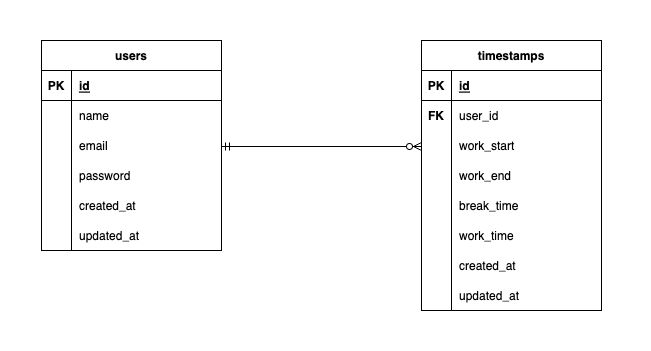 users
PK id
name
email
password
created_at
updated_at
timestamps
PK id
FK user_id
work_start
work_end
break_time
work_time
created_at
updated_at